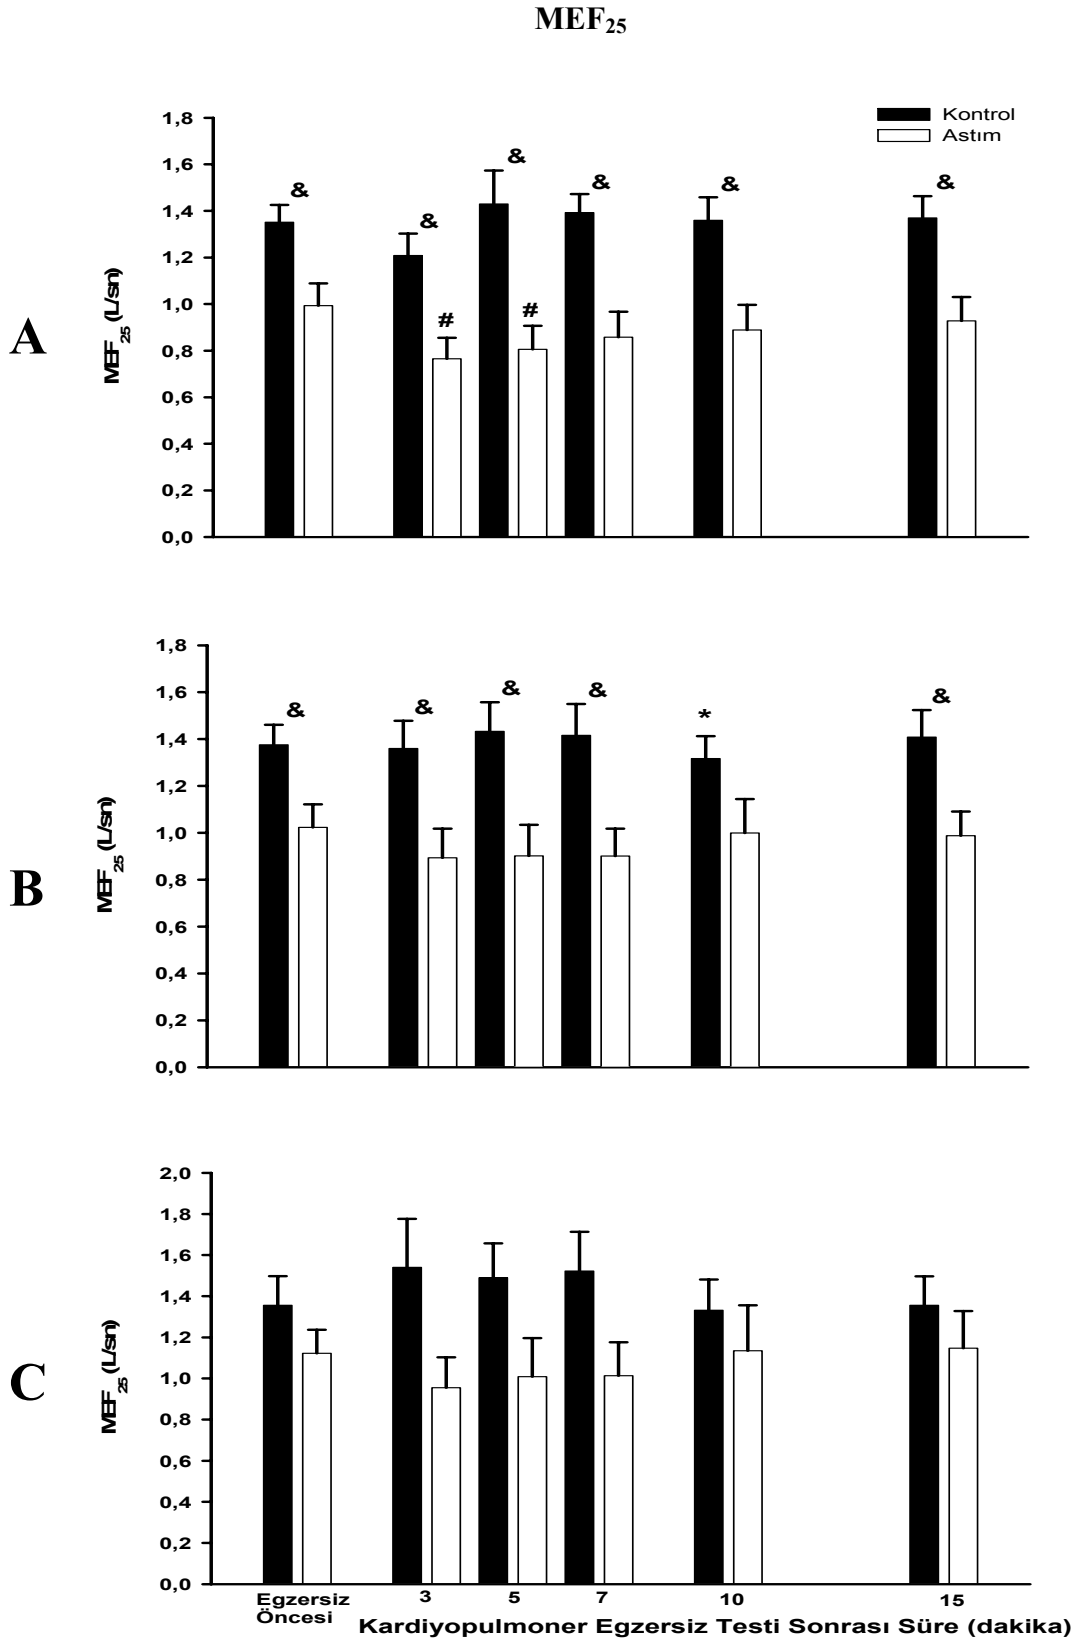 MEF25
Kontrol
Astım
A
MEF25 (L/sn)
1,8
1,6
1,4
1,2
1,0
0,8
0,6
0,4
0,2
0,0
& & & & & &
# #
B
MEF25 (L/sn)
1,8
1,6
1,4
1,2
1,0
0,8
0,6
0,4
0,2
0,0
& & & & * &
C
MEF25 (L/sn)
2,0
1,8
1,6
1,4
1,2
1,0
0,8
0,6
0,4
0,2
0,0
Egzersiz 3 5 7 10 15
Öncesi
Kardiyopulmoner Egzersiz Testi Sonrası Süre (dakika)